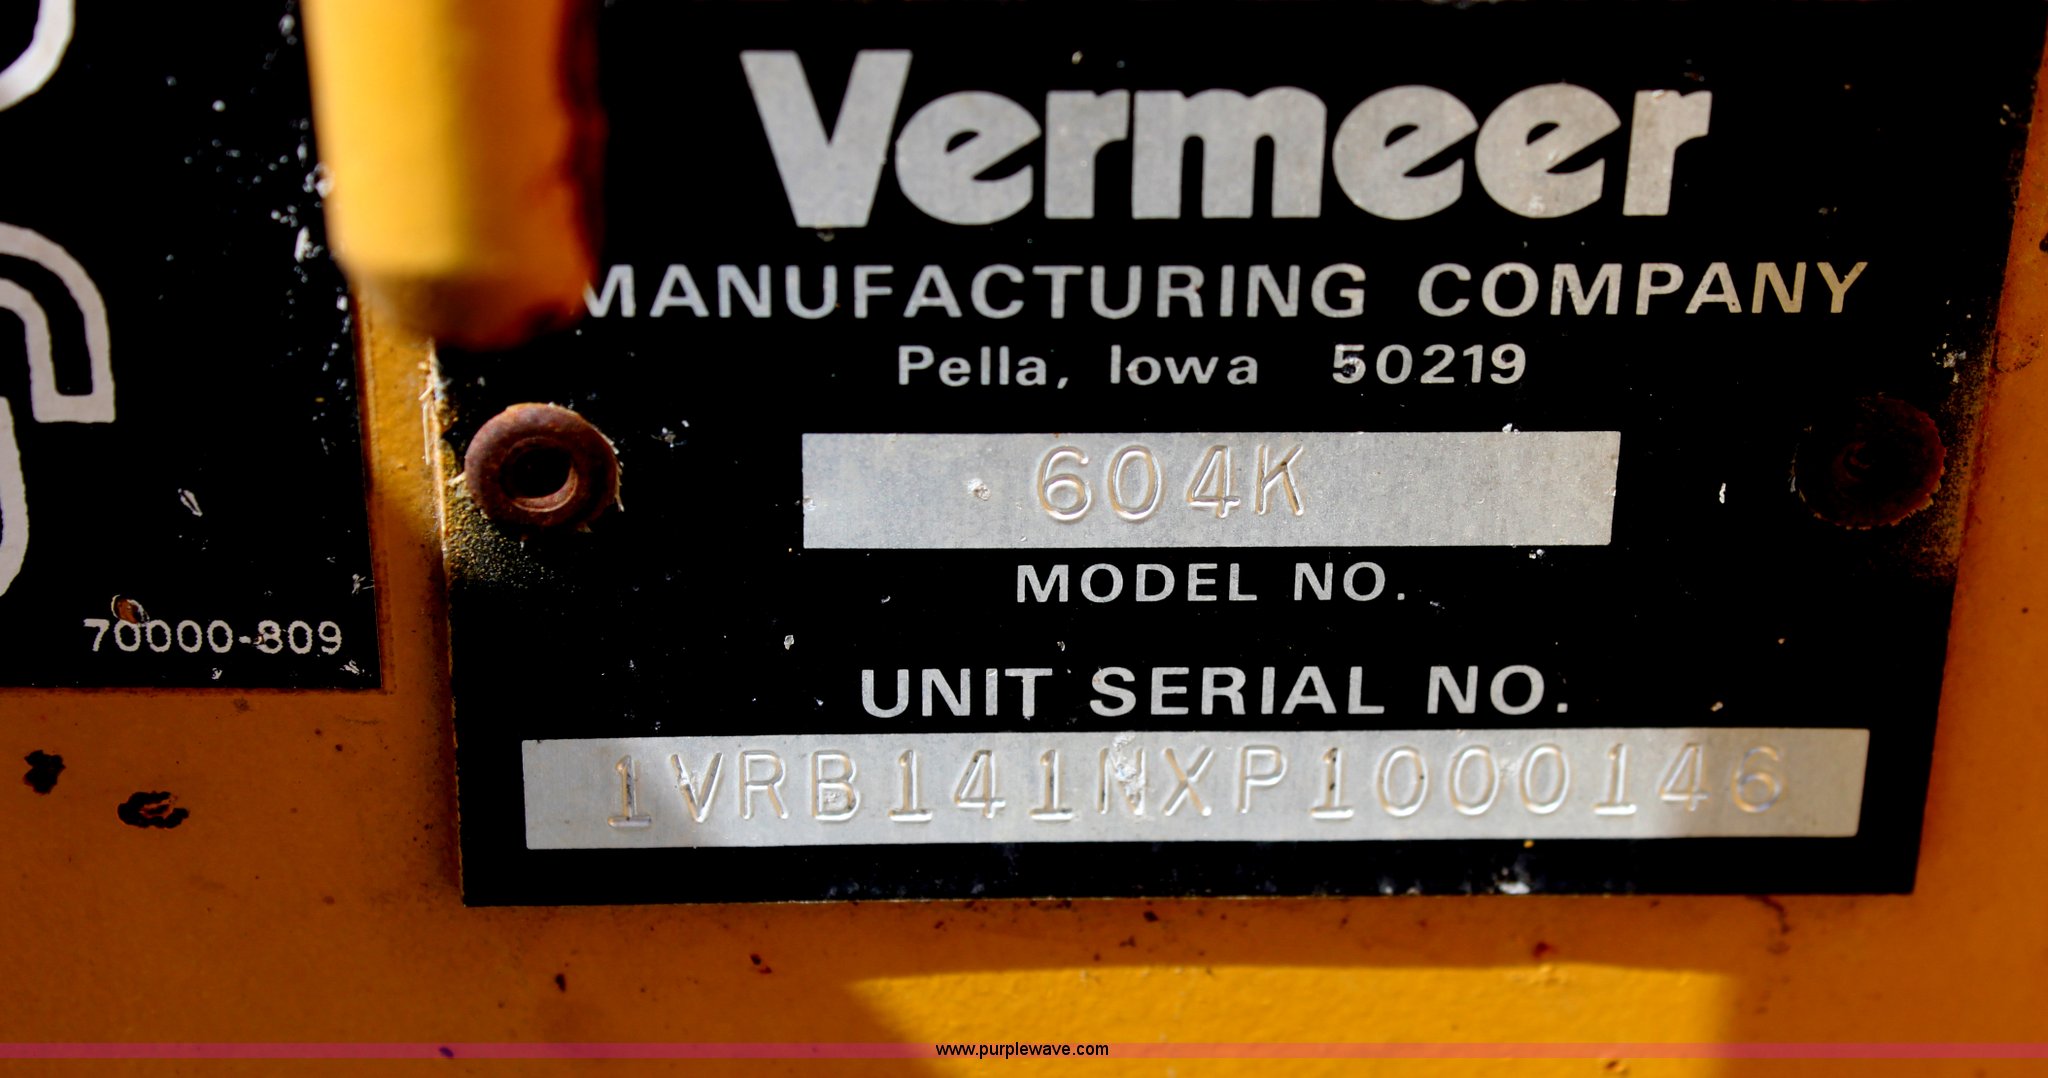 Vermeer
MANUFACTURING COMPANY
Pella, Iowa 50219
604K
MODEL NO.
UNIT SERIAL NO.
1VRB141NXP1000146
70000-809
www.purplewave.com